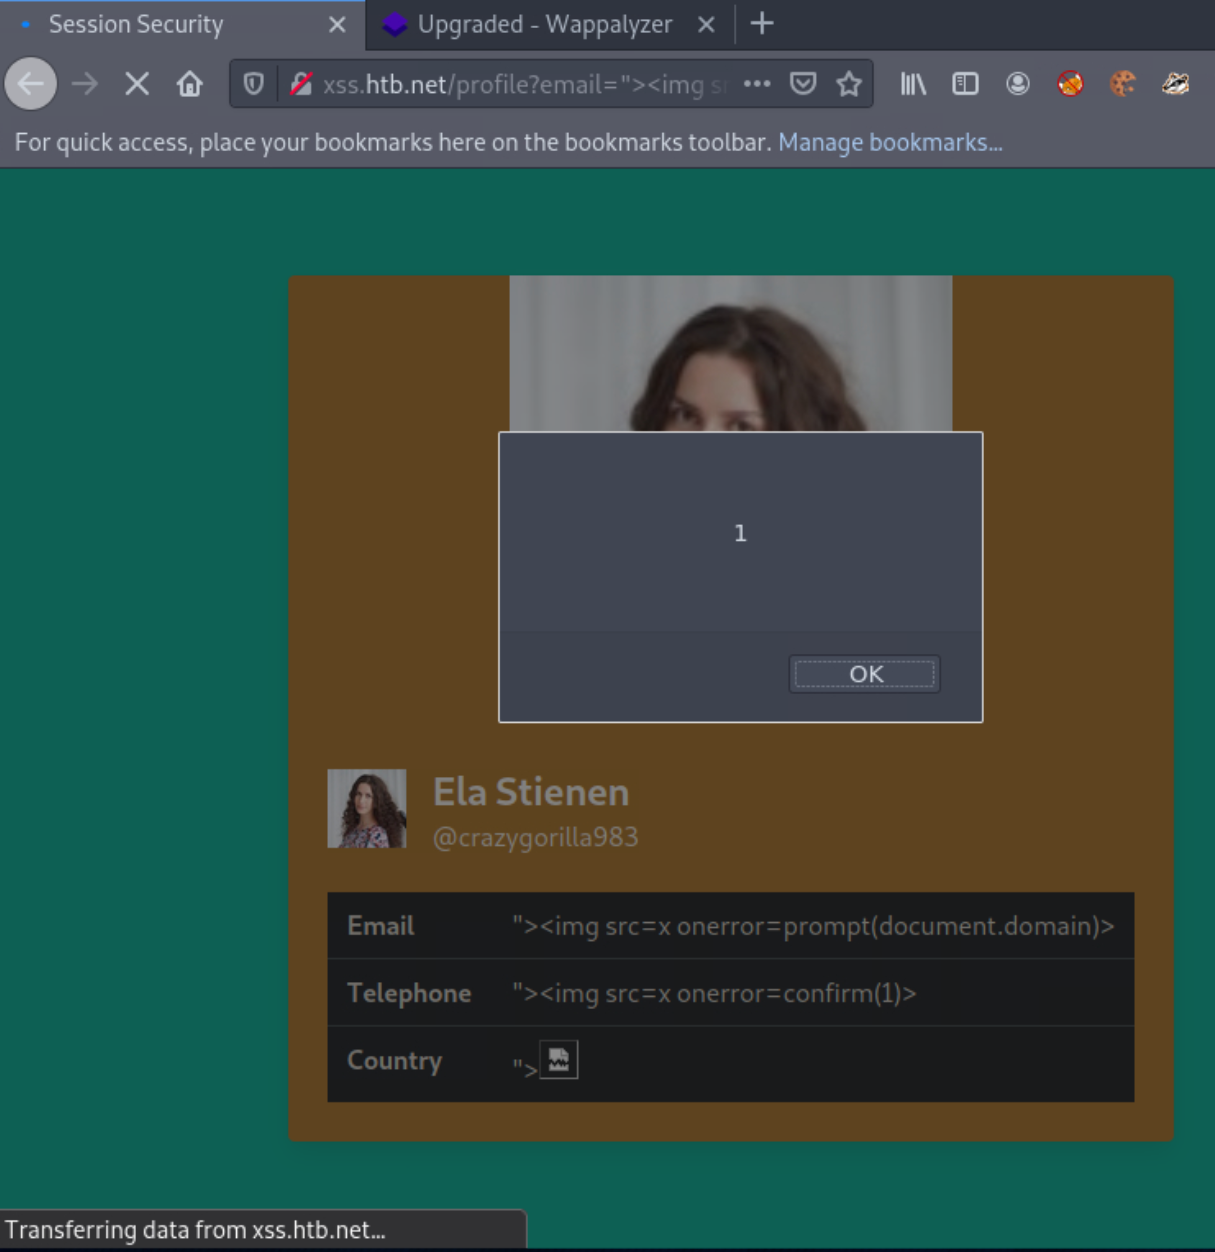 Session Security
Upgraded - Wappalyzer
xss.htb.net/profile?email="><img sr
For quick access, place your bookmarks here on the bookmarks toolbar. Manage bookmarks...
1
OK
Ela Stienen
@crazygorilla983
Email "><img src=x onerror=prompt(document.domain)>
Telephone "><img src=x onerror=confirm(1)>
Country ">
Transferring data from xss.htb.net...